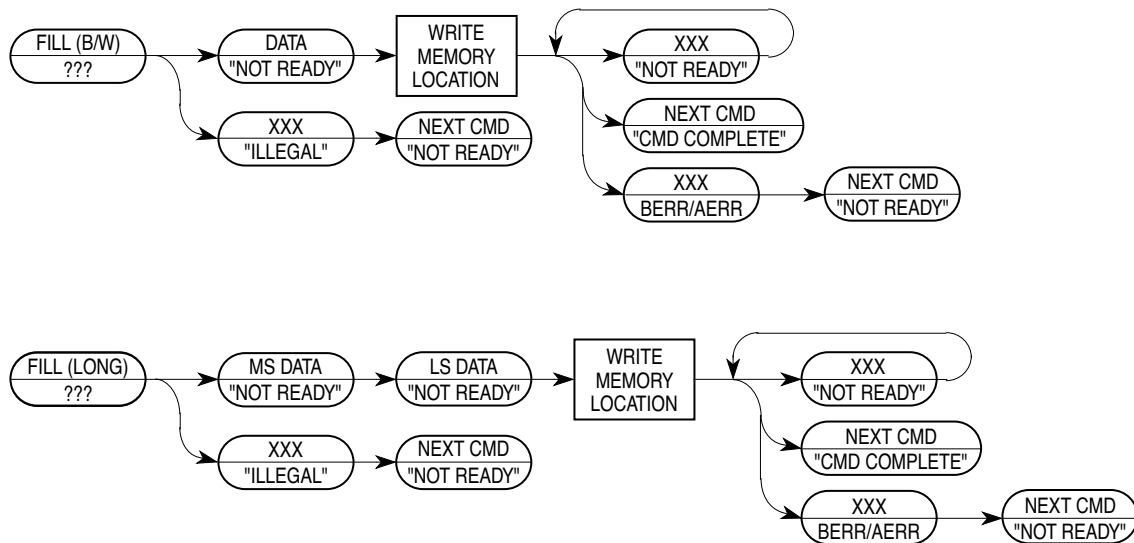 FILL (B/W)
???
DATA
"NOT READY"
WRITE
MEMORY
LOCATION
XXX
"NOT READY"
XXX
"ILLEGAL"
NEXT CMD
"NOT READY"
NEXT CMD
"CMD COMPLETE"
XXX
BERR/AERR
NEXT CMD
"NOT READY"
FILL (LONG)
???
MS DATA
"NOT READY"
LS DATA
"NOT READY"
WRITE
MEMORY
LOCATION
XXX
"NOT READY"
XXX
"ILLEGAL"
NEXT CMD
"NOT READY"
NEXT CMD
"CMD COMPLETE"
XXX
BERR/AERR
NEXT CMD
"NOT READY"